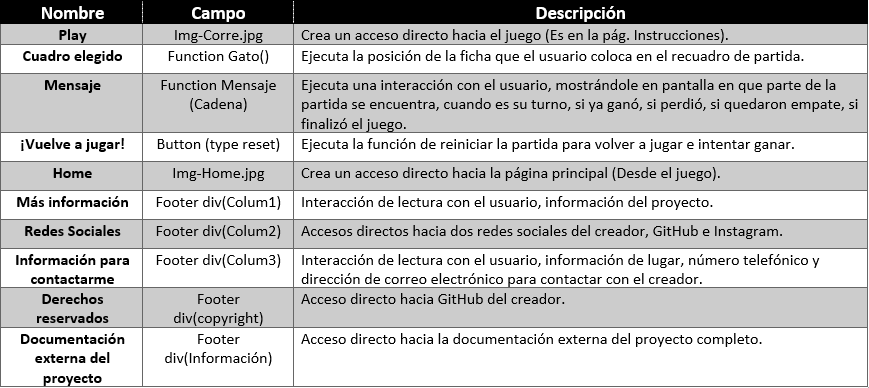 Nombre Campo Descripción
Play Img-Corre.jpg Crea un acceso directo hacia el juego (Es en la pág. Instrucciones).
Cuadro elegido Function Gato() Ejecuta la posición de la ficha que el usuario coloca en el recuadro de partida.
Mensaje Function Mensaje Ejecuta una interacción con el usuario, mostrándole en pantalla en que parte de la
(Cadena) partida se encuentra, cuando es su turno, si ya ganó, si perdió, si quedaron empate, si
finalizó el juego.
¡Vuelve a jugar! Button (type reset) Ejecuta la función de reiniciar la partida para volver a jugar e intentar ganar.
Home Img-Home.jpg Crea un acceso directo hacia la página principal (Desde el juego).
Más información Footer div(Colum1) Interacción de lectura con el usuario, información del proyecto.
Redes Sociales Footer div(Colum2) Accesos directos hacia dos redes sociales del creador, GitHub e Instagram.
Información para Footer div(Colum3) Interacción de lectura con el usuario, información de lugar, número telefónico y
contactarme dirección de correo electrónico para contactar con el creador.
Derechos Footer Acceso directo hacia GitHub del creador.
reservados div(copyright)
Documentación Footer Acceso directo hacia la documentación externa del proyecto completo.
externa del div(Información)
proyecto